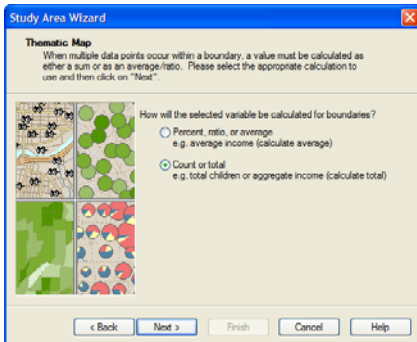 Study Area Wizard
Thematic Map
When multiple data points occur within a boundary, a value must be calculated as
either a sum or as an average/ratio. Please select the appropriate calculation to
use and then click on "Next".
How will the selected variable be calculated for boundaries?
Percent, ratio, or average
e.g. average income (calculate average)
Count or total
e.g. total children or aggregate income (calculate total)
< Back Next > Finish Cancel Help